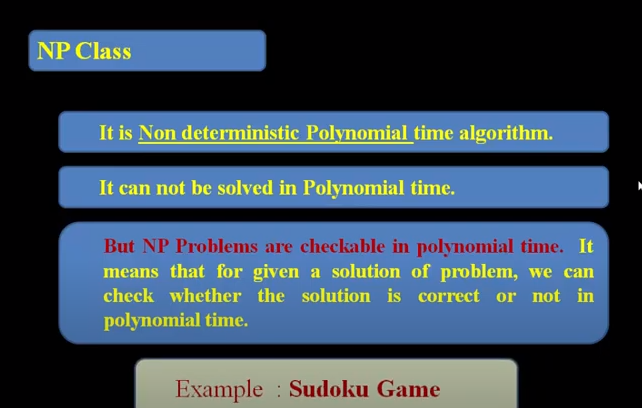 NP Class
It is Non deterministic Polynomial time algorithm.
It can not be solved in Polynomial time.
But NP Problems are checkable in polynomial time. It
means that for given a solution of problem, we can
check whether the solution is correct or not in
polynomial time.
Example : Sudoku Game